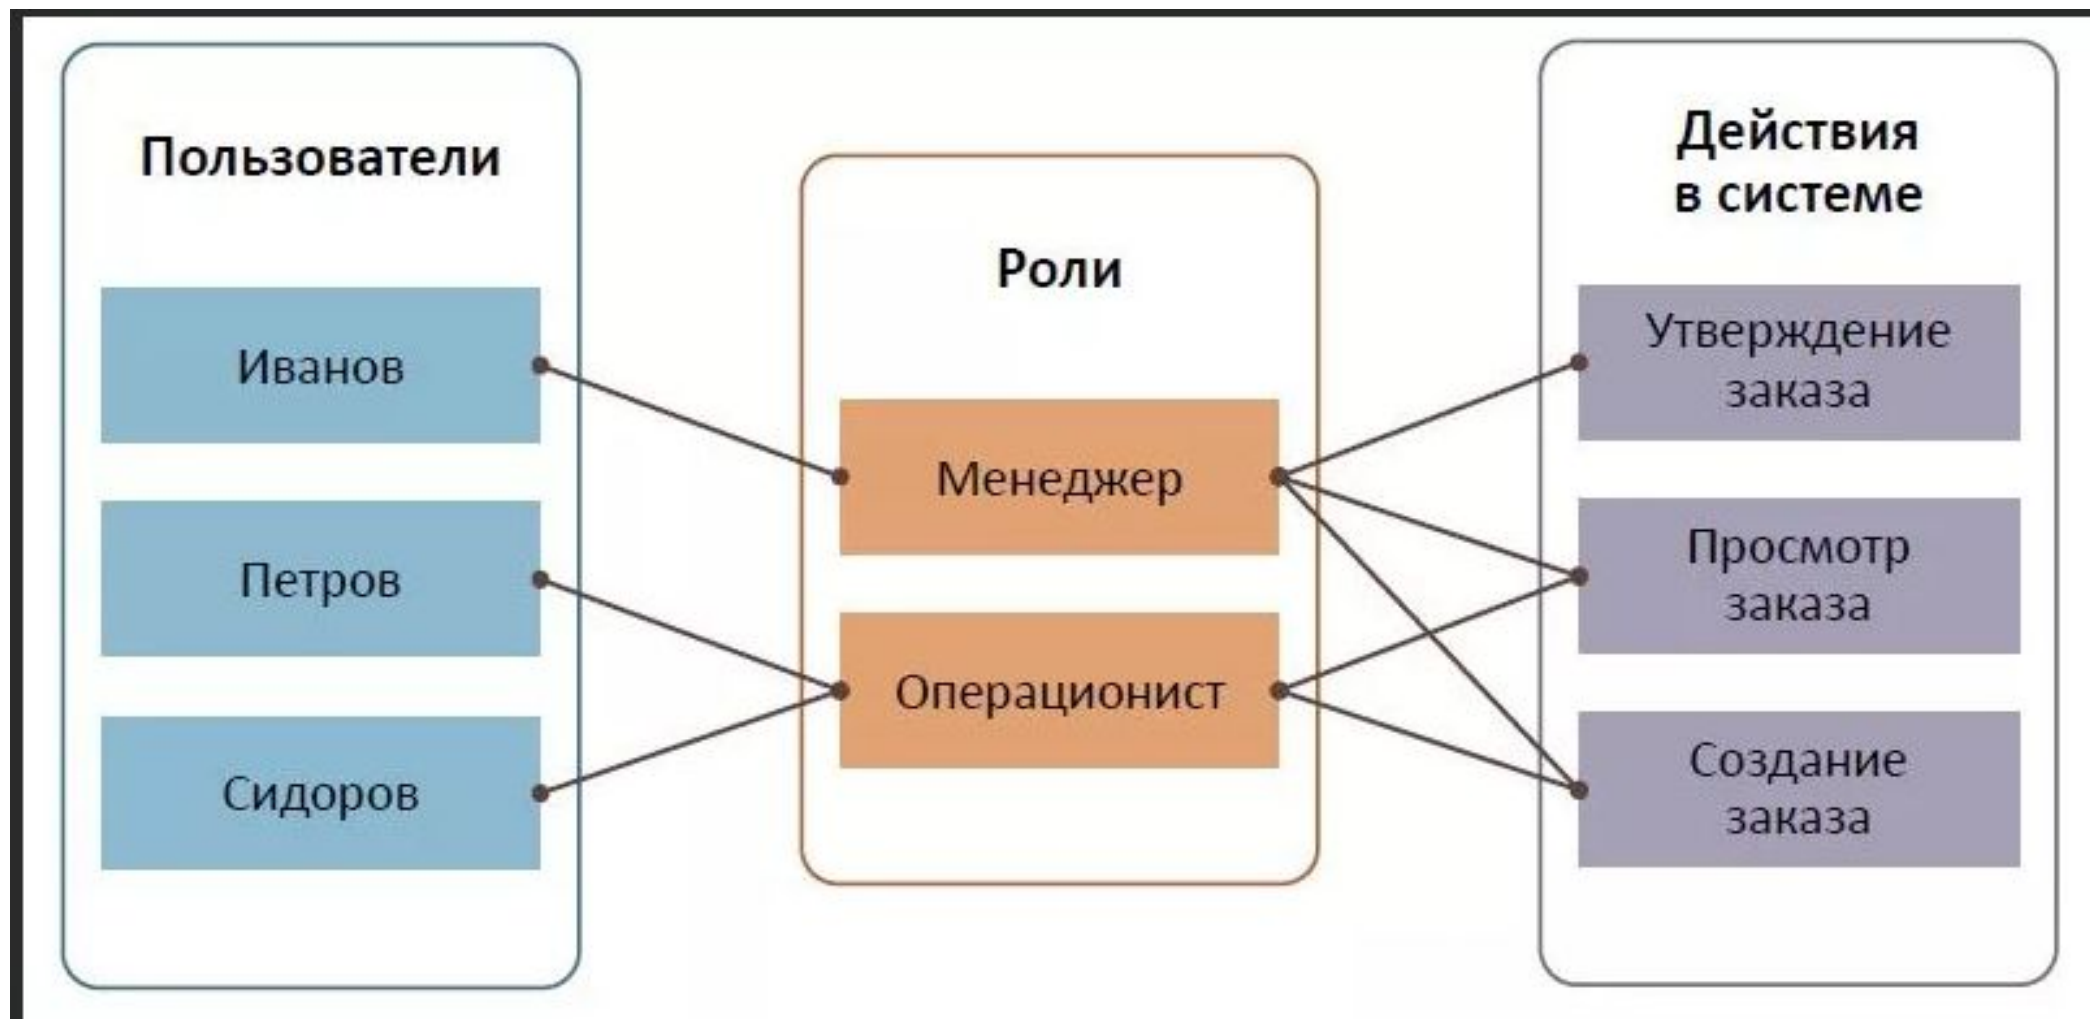 Пользователи
Иванов
Петров
Сидоров
Роли
Менеджер
Операционист
Действия
в системе
Утверждение
заказа
Просмотр
заказа
Создание
заказа